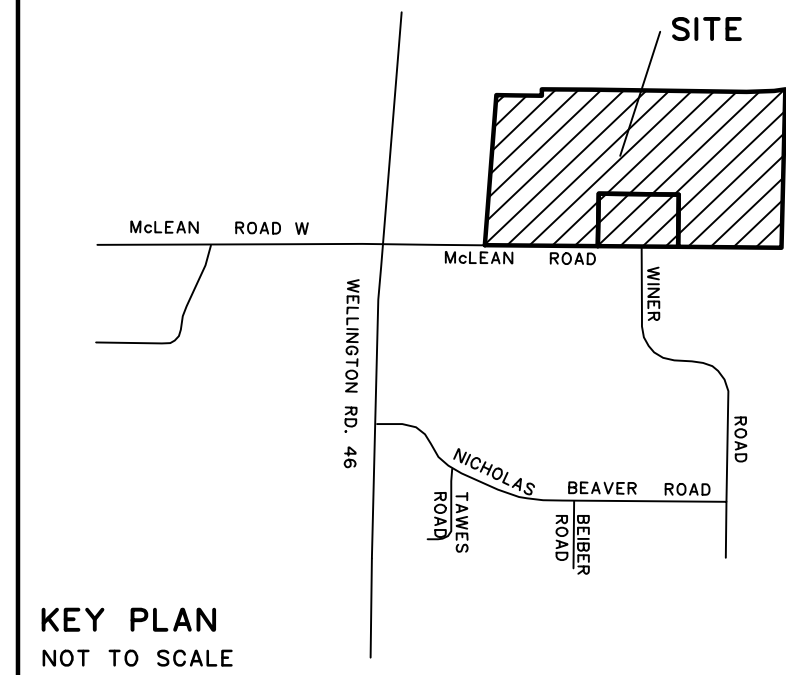 SITE
McLEAN ROAD W
McLEAN ROAD
WINER
WELLINGTON RD. 46
ROAD
NICHOLAS
BEAVER ROAD
TAWES
ROAD
BEIBER
ROAD
KEY PLAN
NOT TO SCALE